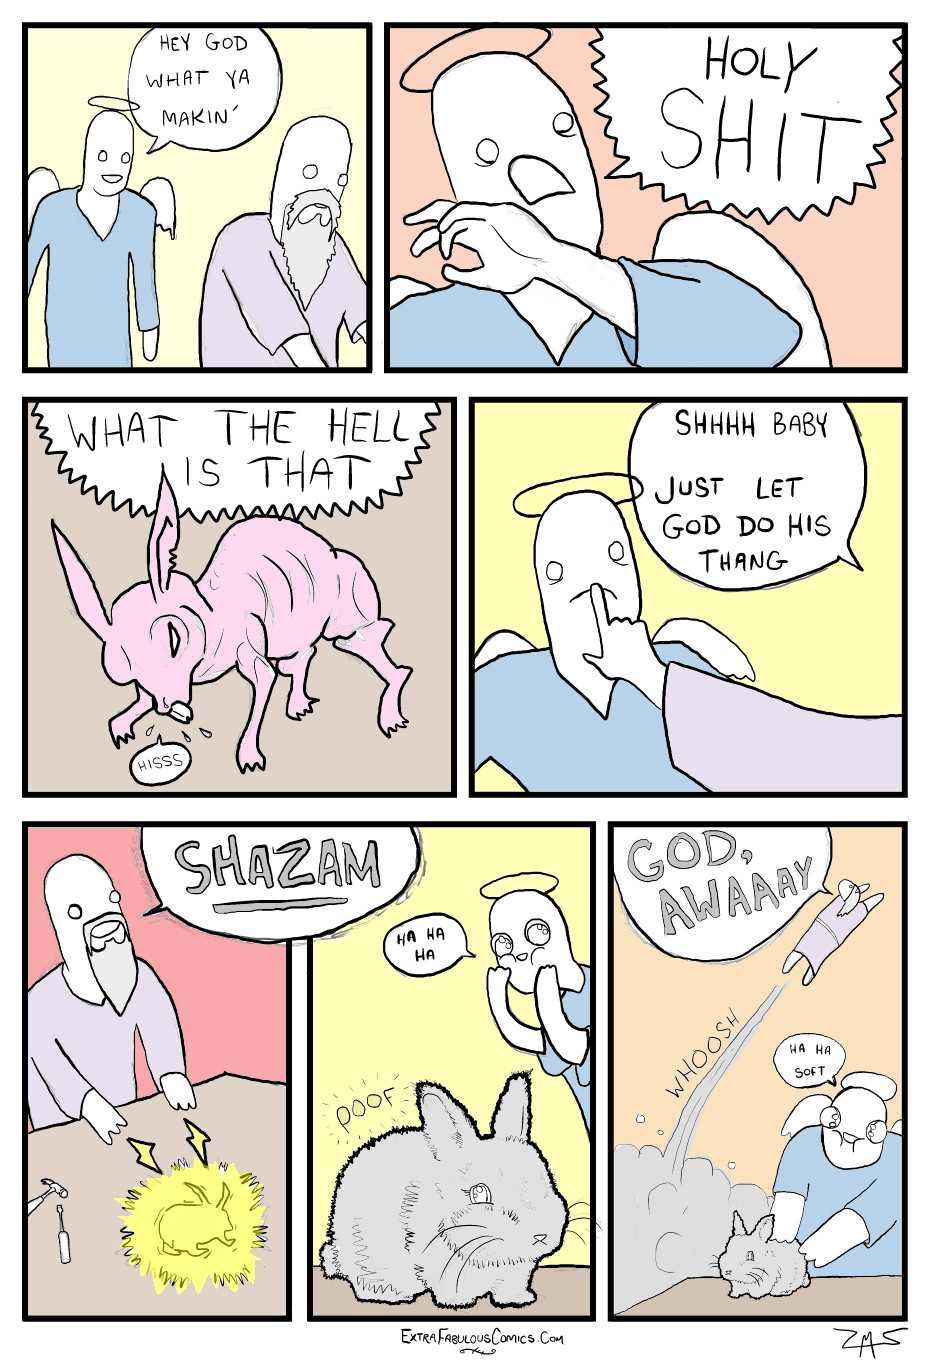 HEY GOD
WHAT YA
MAKIN'
HOLY
SHIT
WHAT THE HELL
IS THAT
HISSS
SHHHH BABY
JUST LET
GOD DO HIS
THANG
SHAZAM
HA HA
HA
POOF
GOD,
AWAAAY
WHOOSH
HA HA
SOFT
EXTRAFABULOUSCOMICS.COM
ZMS